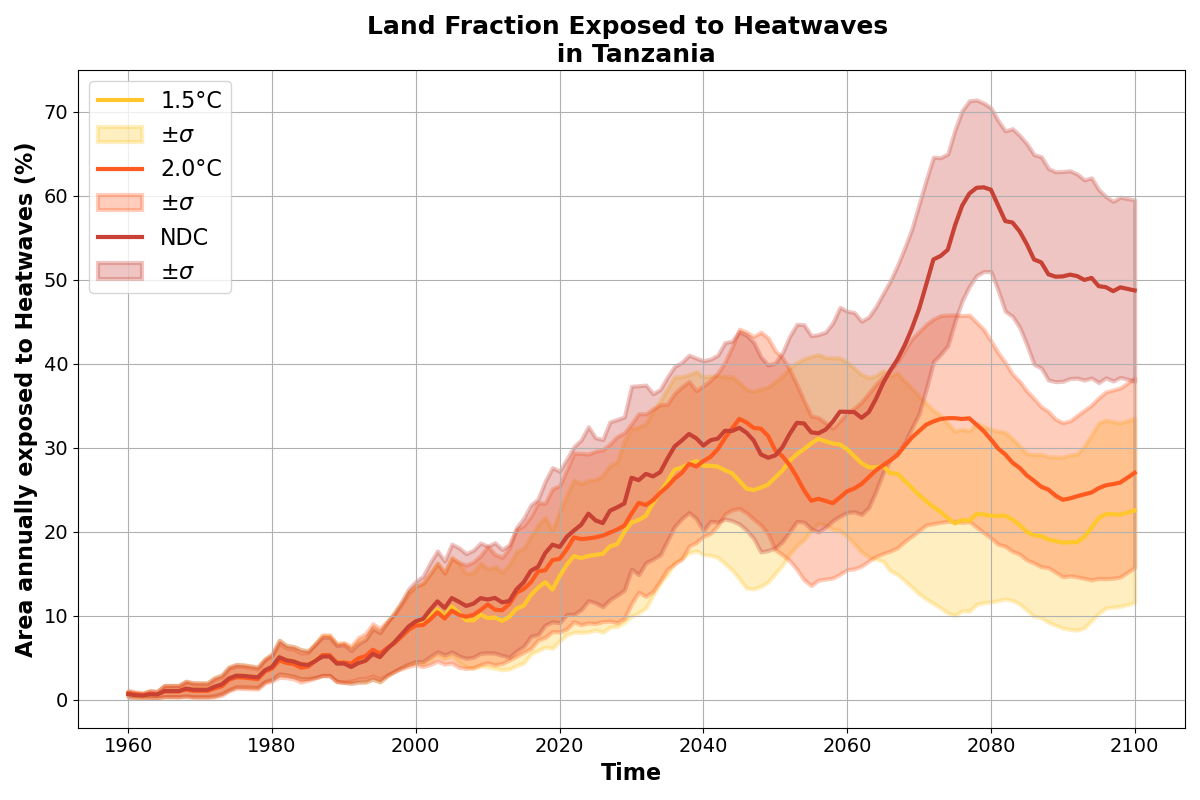 Land Fraction Exposed to Heatwaves
in Tanzania
1.5°C
±σ
2.0°C
±σ
NDC
±σ
Area annually exposed to Heatwaves (%)
70
60
50
40
30
20
10
0
1960 1980 2000 2020 2040 2060 2080 2100
Time